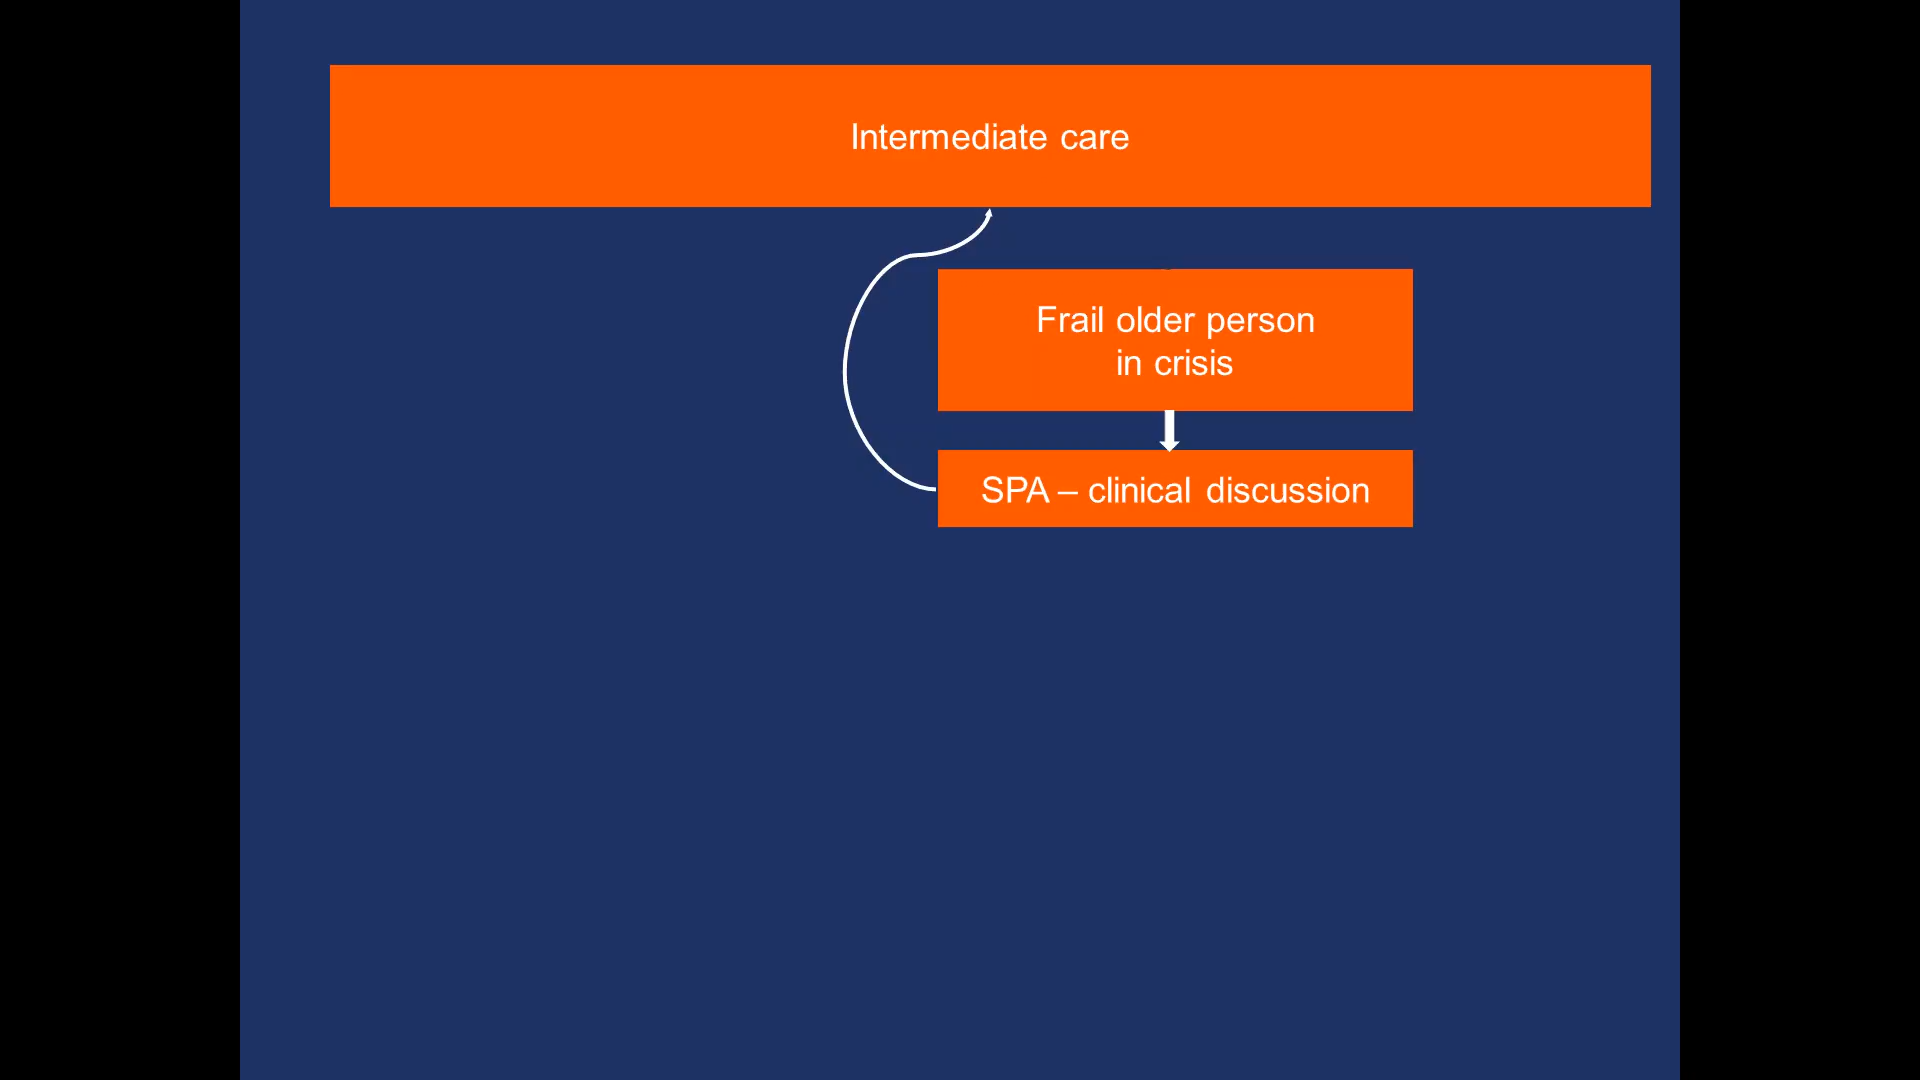 Intermediate care
Frail older person
in crisis
SPA – clinical discussion